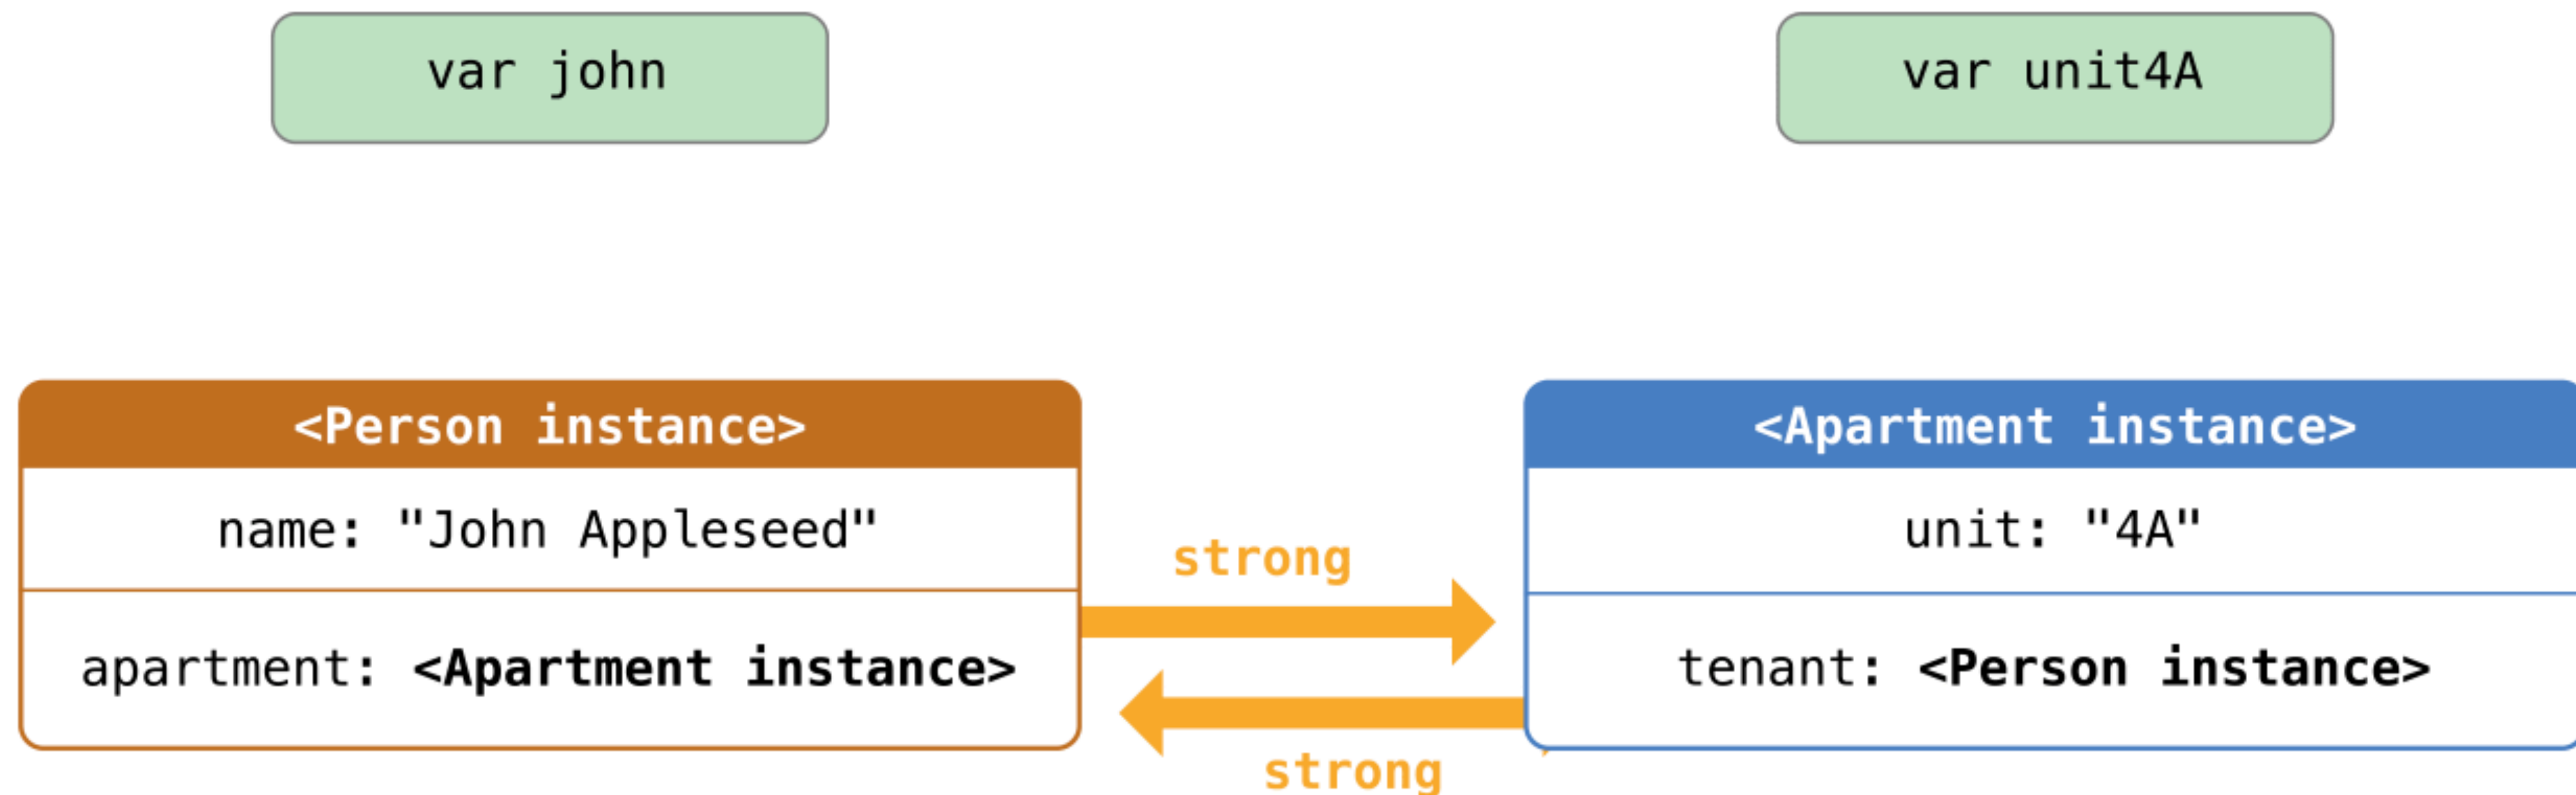 var john
var unit4A
<Person instance>
<Apartment instance>
name: "John Appleseed"
unit: "4A"
strong
apartment: <Apartment instance>
tenant: <Person instance>
strong